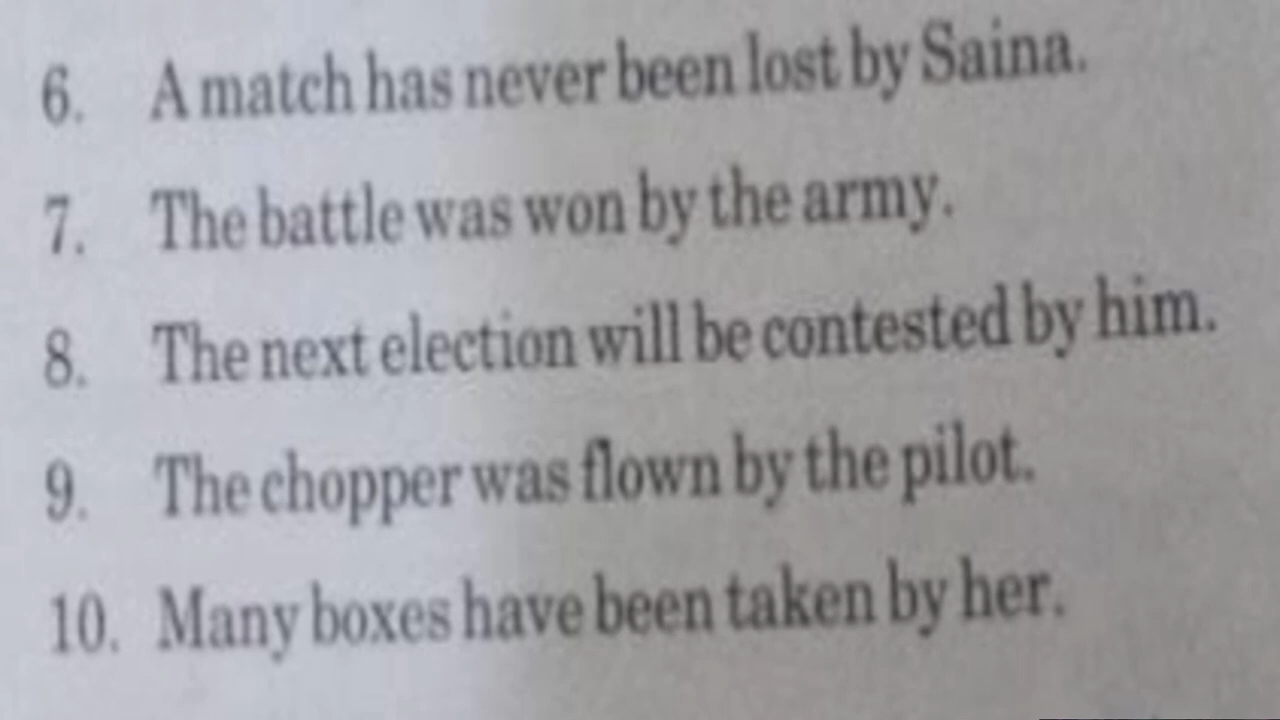 6. A match has never been lost by Saina.
7. The battle was won by the army.
8. The next election will be contested by him.
9. The chopper was flown by the pilot.
10. Many boxes have been taken by her.